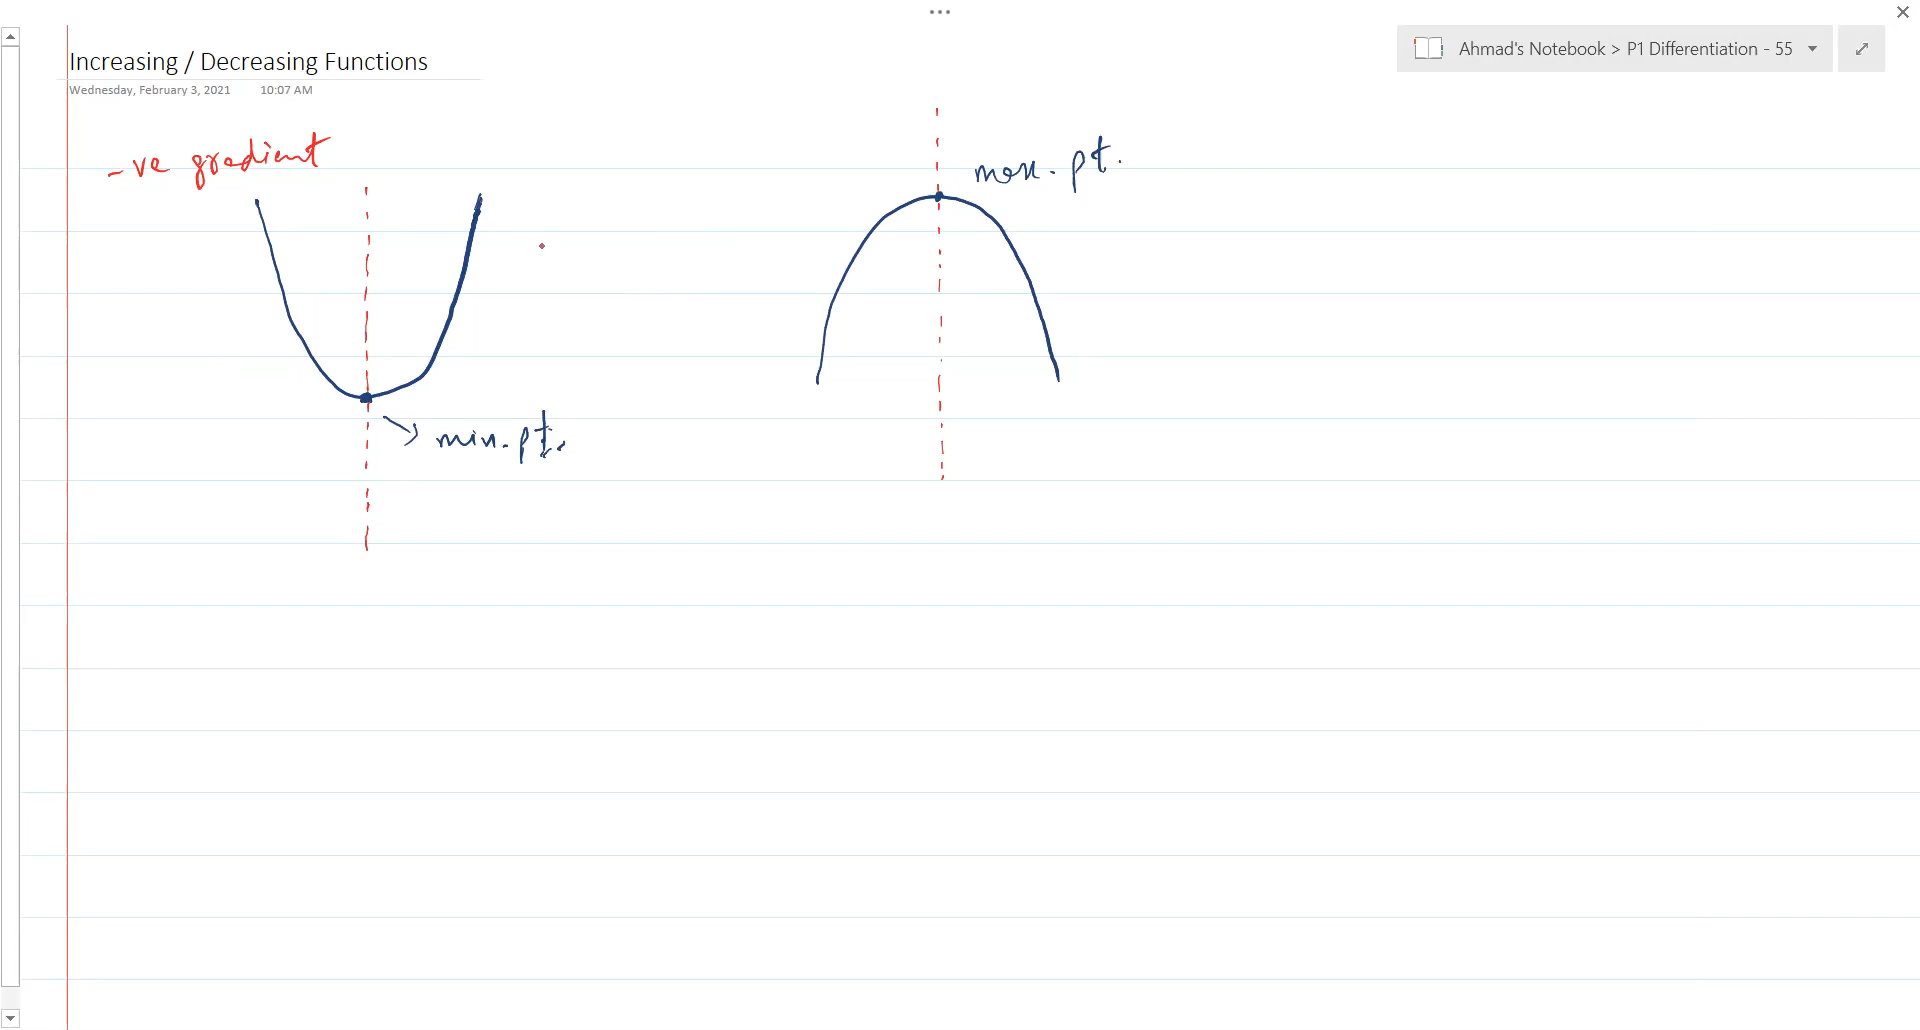 Ahmad's Notebook > P1 Differentiation - 55
Increasing / Decreasing Functions
Wednesday, February 3, 2021 10:07 AM
-ve gradient
max. pt.
min. pt.